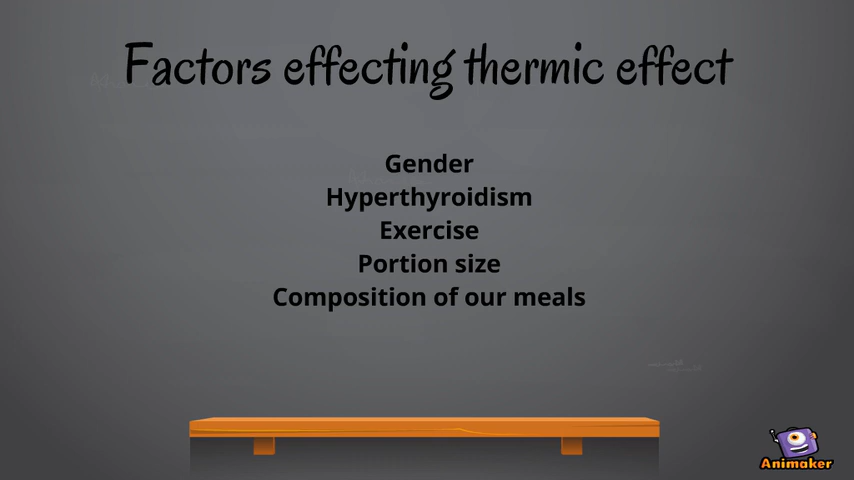 Factors effecting thermic effect
Gender
Hyperthyroidism
Exercise
Portion size
Composition of our meals
Animaker